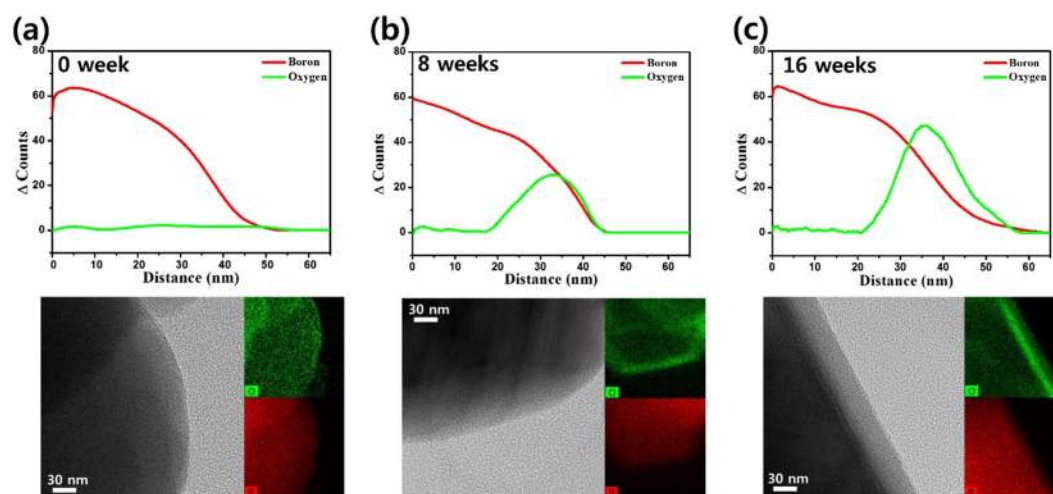 (a)
0 week
Boron
Oxygen
80
60
40
20
0
Δ Counts
0 10 20 30 40 50 60
Distance (nm)
30 nm
O
(b)
8 weeks
Boron
Oxygen
80
60
40
20
0
Δ Counts
0 10 20 30 40 50 60
Distance (nm)
30 nm
O
(c)
16 weeks
Boron
Oxygen
80
60
40
20
0
Δ Counts
0 10 20 30 40 50 60
Distance (nm)
30 nm
O